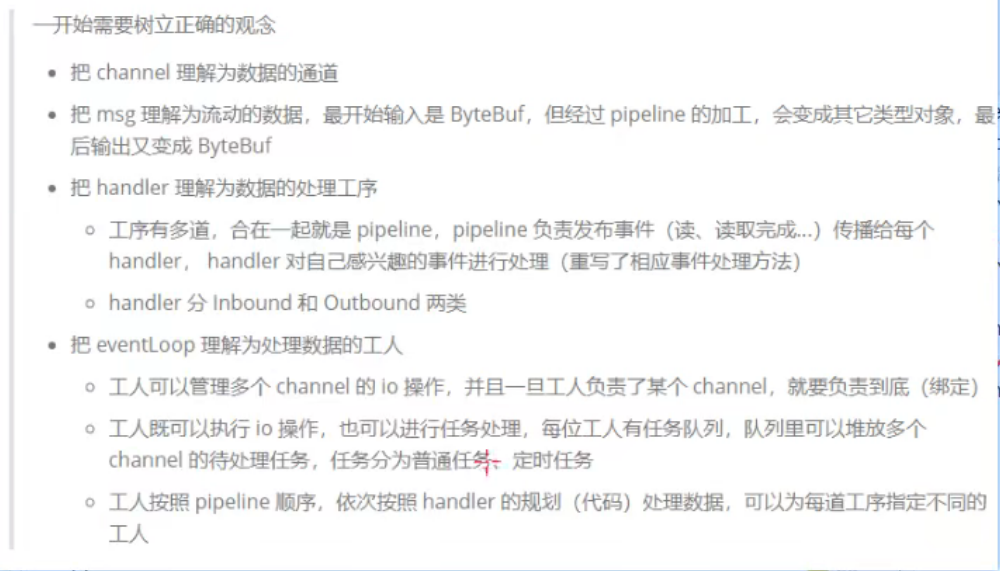 一开始需要树立正确的观念
把 channel 理解为数据的通道
把 msg 理解为流动的数据，最开始输入是 ByteBuf，但经过 pipeline 的加工，会变成其它类型对象，最
后输出又变成 ByteBuf
把 handler 理解为数据的处理工序
工序有多道，合在一起就是 pipeline，pipeline 负责发布事件（读、读取完成...）传播给每个
handler， handler 对自己感兴趣的事件进行处理（重写了相应事件处理方法）
handler 分 Inbound 和 Outbound 两类
把 eventLoop 理解为处理数据的工人
工人可以管理多个 channel 的 io 操作，并且一旦工人负责了某个 channel，就要负责到底（绑定）
工人既可以执行 io 操作，也可以进行任务处理，每位工人有任务队列，队列里可以堆放多个
channel 的待处理任务，任务分为普通任务、定时任务
工人按照 pipeline 顺序，依次按照 handler 的规划（代码）处理数据，可以为每道工序指定不同的
工人